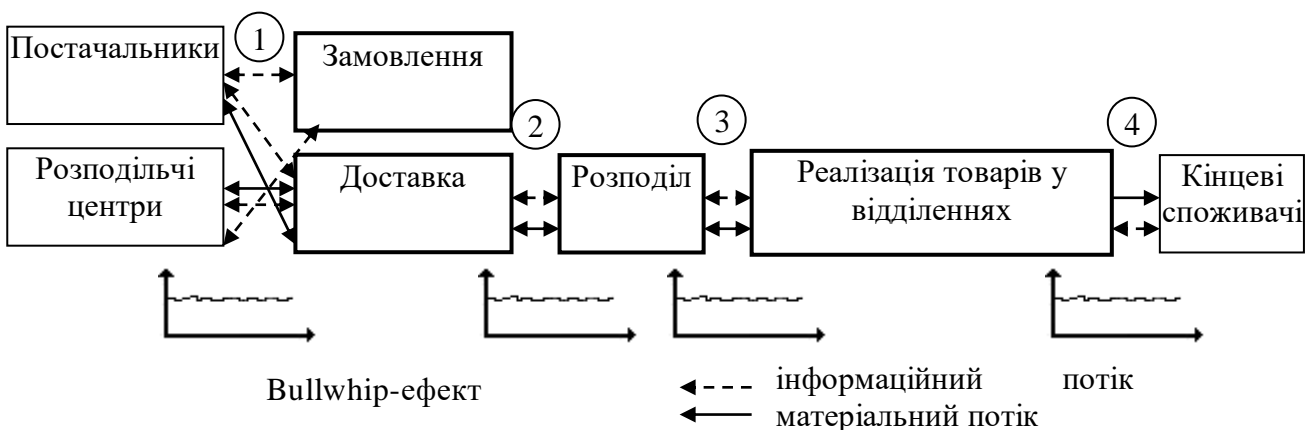 Постачальники
1
Замовлення
2
3
4
Розподільчі
центри
Доставка
Розподіл
Реалізація товарів у
відділеннях
Кінцеві
споживачі
Bullwhip-ефект
інформаційний потік
матеріальний потік